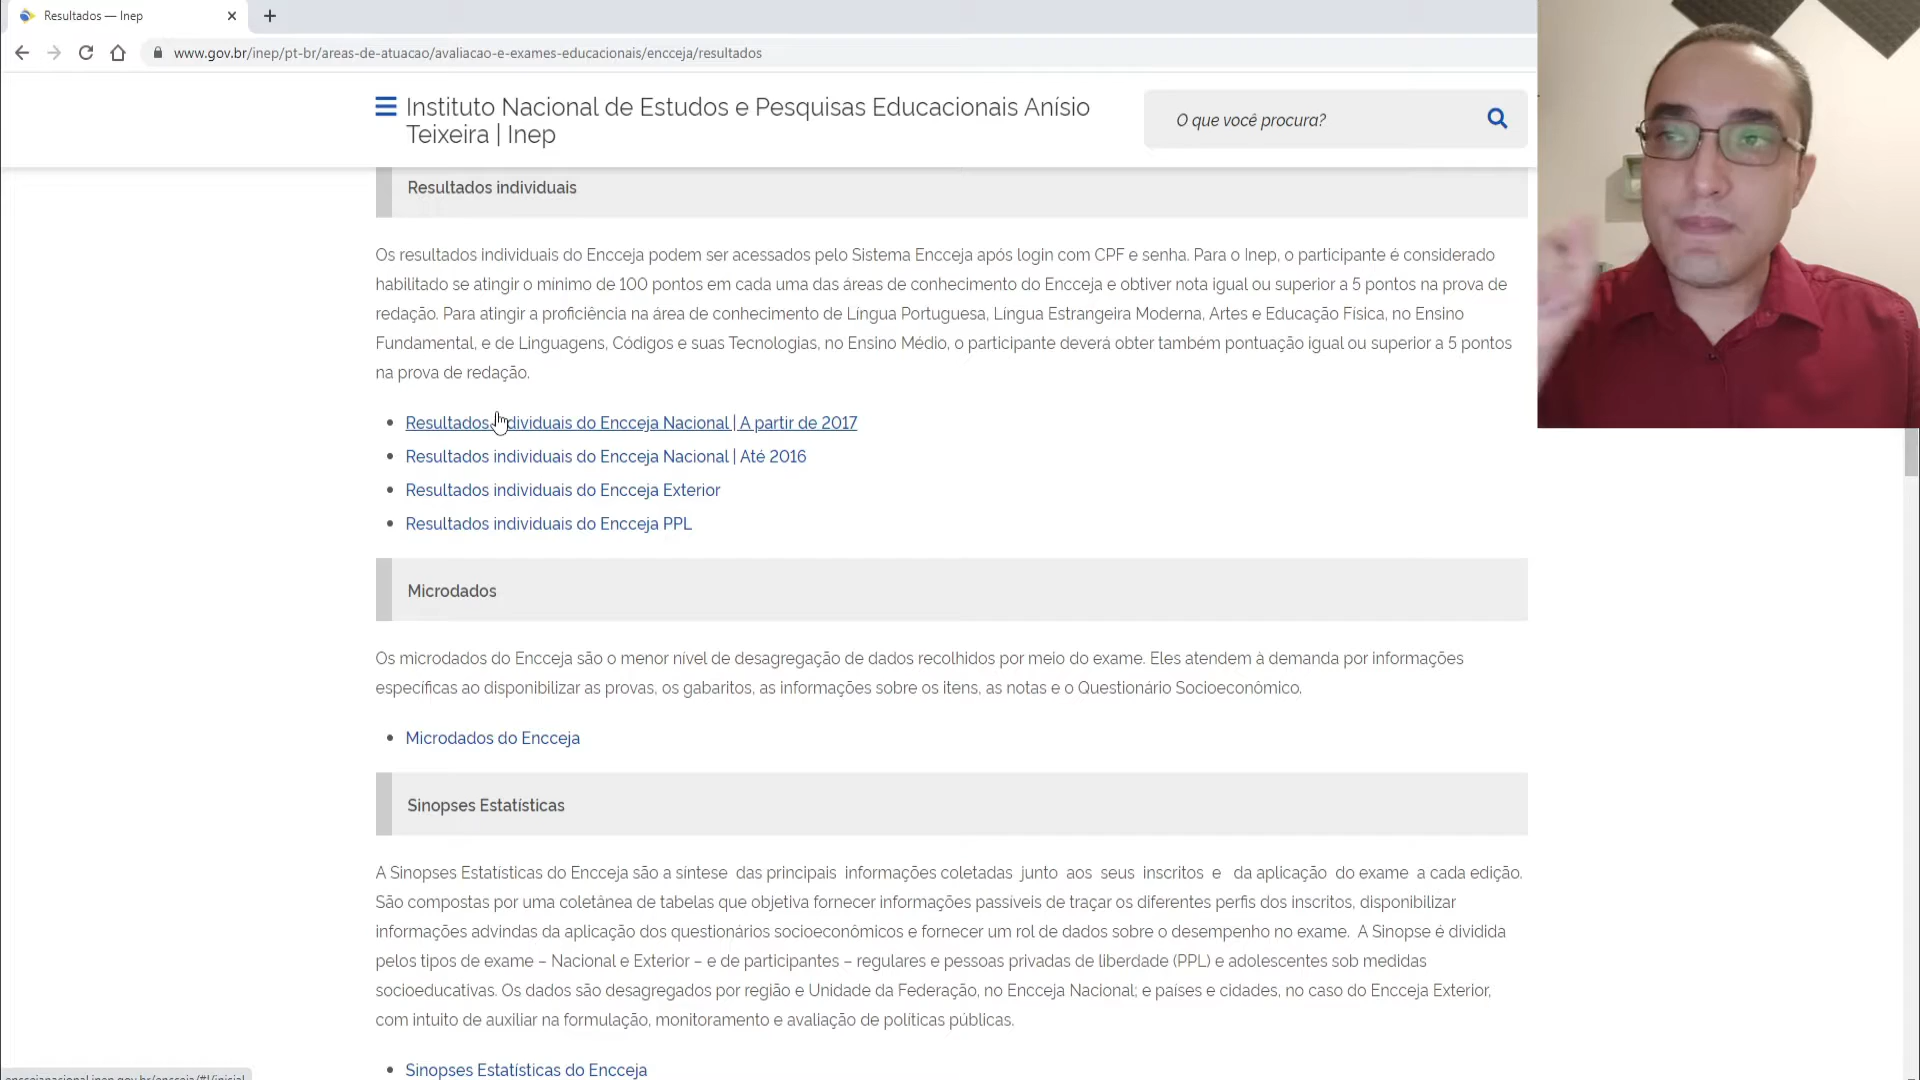 Resultados — Inep
www.gov.br/inep/pt-br/areas-de-atuacao/avaliacao-e-exames-educacionais/encceja/resultados
Instituto Nacional de Estudos e Pesquisas Educacionais Anísio
Teixeira | Inep
O que você procura?
Resultados individuais
Os resultados individuais do Encceja podem ser acessados pelo Sistema Encceja após login com CPF e senha. Para o Inep, o participante é considerado
habilitado se atingir o mínimo de 100 pontos em cada uma das áreas de conhecimento do Encceja e obtiver nota igual ou superior a 5 pontos na prova de
redação. Para atingir a proficiência na área de conhecimento de Língua Portuguesa, Língua Estrangeira Moderna, Artes e Educação Física, no Ensino
Fundamental, e de Linguagens, Códigos e suas Tecnologias, no Ensino Médio, o participante deverá obter também pontuação igual ou superior a 5 pontos
na prova de redação.
Resultados individuais do Encceja Nacional | A partir de 2017
Resultados individuais do Encceja Nacional | Até 2016
Resultados individuais do Encceja Exterior
Resultados individuais do Encceja PPL
Microdados
Os microdados do Encceja são o menor nível de desagregação de dados recolhidos por meio do exame. Eles atendem à demanda por informações
específicas ao disponibilizar as provas, os gabaritos, as informações sobre os itens, as notas e o Questionário Socioeconômico.
Microdados do Encceja
Sinopses Estatísticas
A Sinopses Estatísticas do Encceja são a síntese das principais informações coletadas junto aos seus inscritos e da aplicação do exame a cada edição.
São compostas por uma coletânea de tabelas que objetiva fornecer informações passíveis de traçar os diferentes perfis dos inscritos, disponibilizar
informações advindas da aplicação dos questionários socioeconômicos e fornecer um rol de dados sobre o desempenho no exame. A Sinopse é dividida
pelos tipos de exame – Nacional e Exterior – e de participantes – regulares e pessoas privadas de liberdade (PPL) e adolescentes sob medidas
socioeducativas. Os dados são desagregados por região e Unidade da Federação, no Encceja Nacional; e países e cidades, no caso do Encceja Exterior,
com intuito de auxiliar na formulação, monitoramento e avaliação de políticas públicas.
Sinopses Estatísticas do Encceja